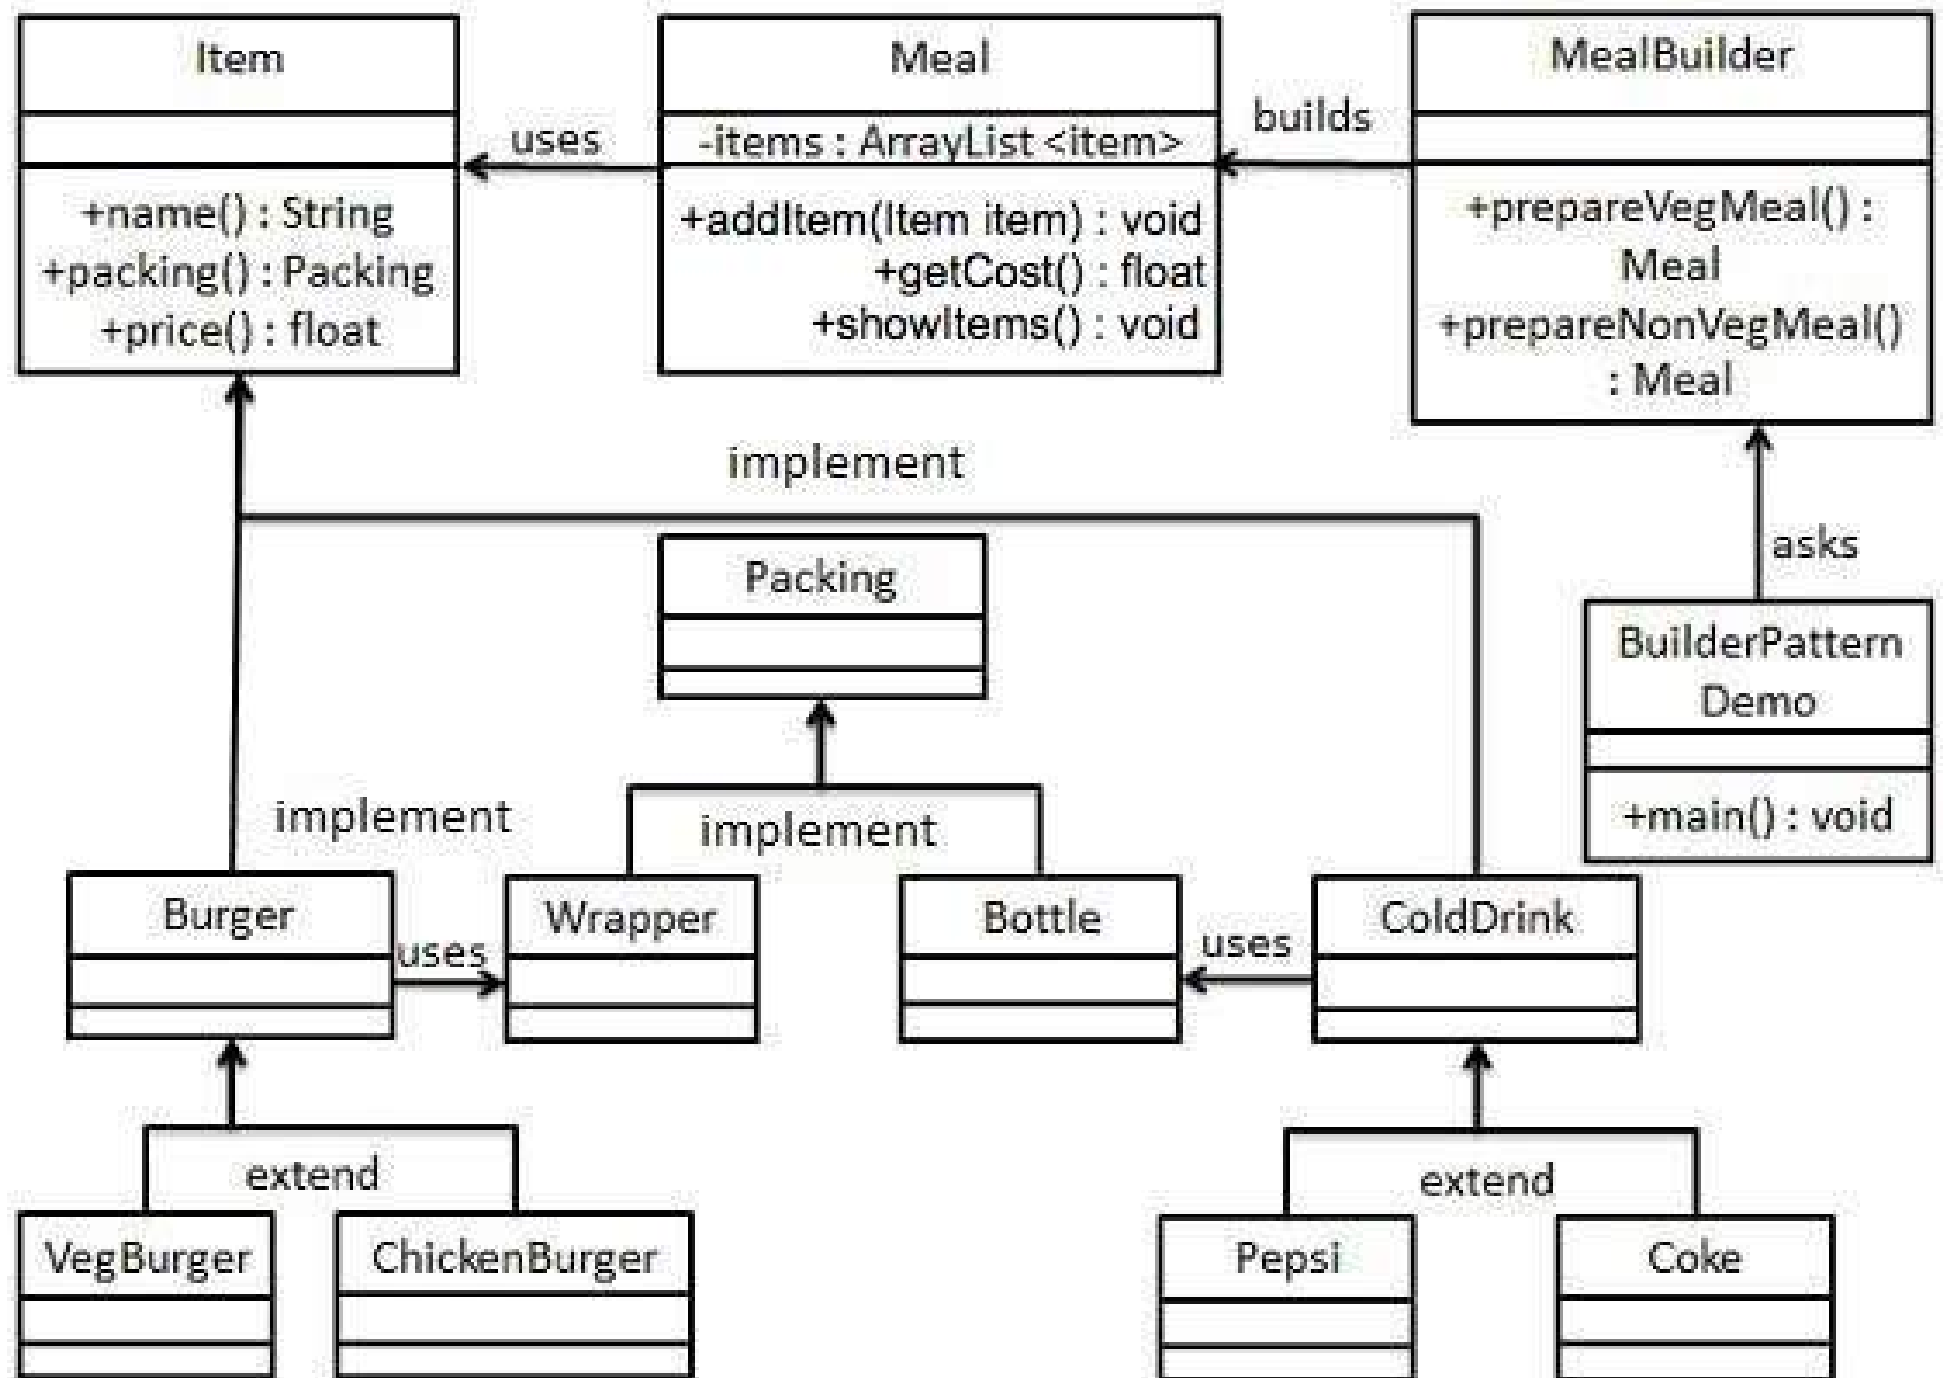 Item
Meal
MealBuilder
uses
-items : ArrayList <item>
builds
+name() : String
+packing() : Packing
+price() : float
+addItem(Item item) : void
+getCost() : float
+showItems() : void
+prepareVegMeal() :
Meal
+prepareNonVegMeal()
: Meal
implement
asks
Packing
BuilderPattern
Demo
+main() : void
implement
implement
Burger
uses
Wrapper
Bottle
uses
ColdDrink
extend
extend
VegBurger
ChickenBurger
Pepsi
Coke